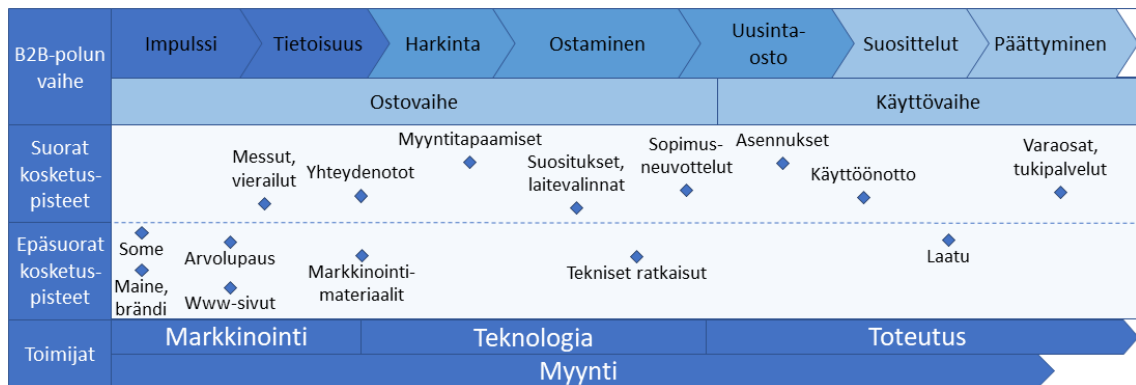 B2B-polun
vaihe
Impulssi
Tietoisuus
Harkinta
Ostaminen
Uusinta-
osto
Suosittelut
Päättyminen
Ostovaihe
Käyttövaihe
Suorat
kosketus-
pisteet
Messut,
vierailut
Yhteydenotot
Myyntitapaamiset
Suositukset,
laitevalinnat
Sopimus-
neuvottelut
Asennukset
Käyttöönotto
Varaosat,
tukipalvelut
Epäsuorat
kosketus-
pisteet
Some
Maine,
brändi
Arvolupaus
Www-sivut
Markkinointi-
materiaalit
Tekniset ratkaisut
Laatu
Toimijat
Markkinointi
Teknologia
Toteutus
Myynti